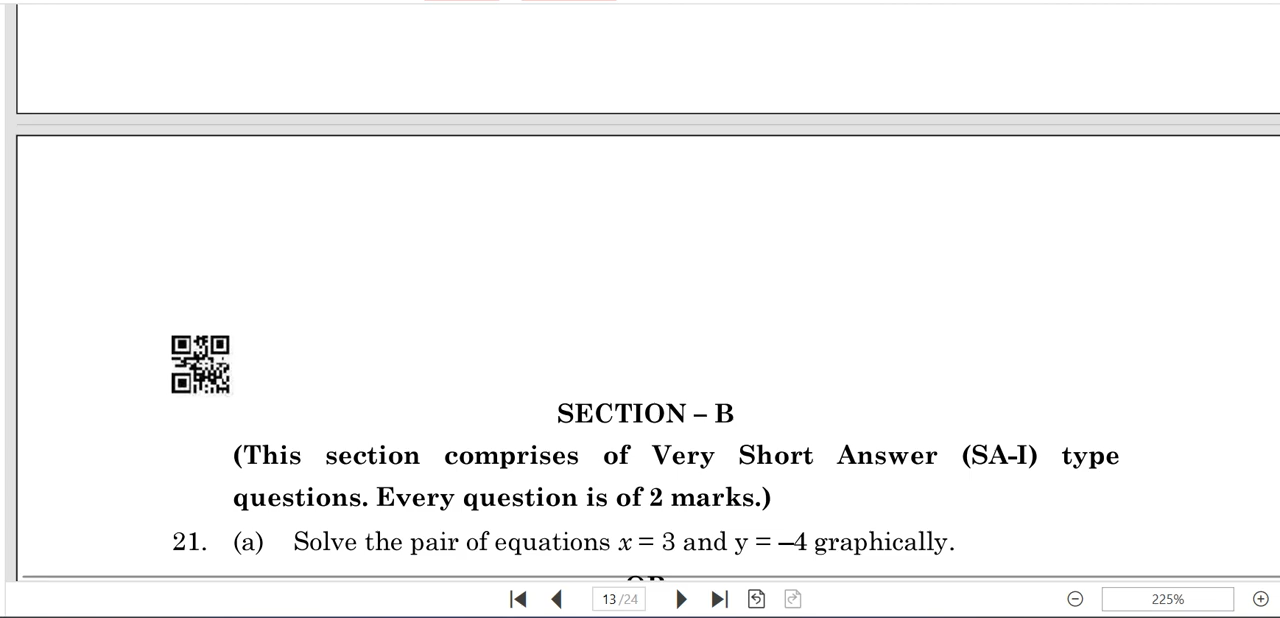 SECTION – B
(This section comprises of Very Short Answer (SA-I) type
questions. Every question is of 2 marks.)
21. (a) Solve the pair of equations x = 3 and y = –4 graphically.
13 /24
225%